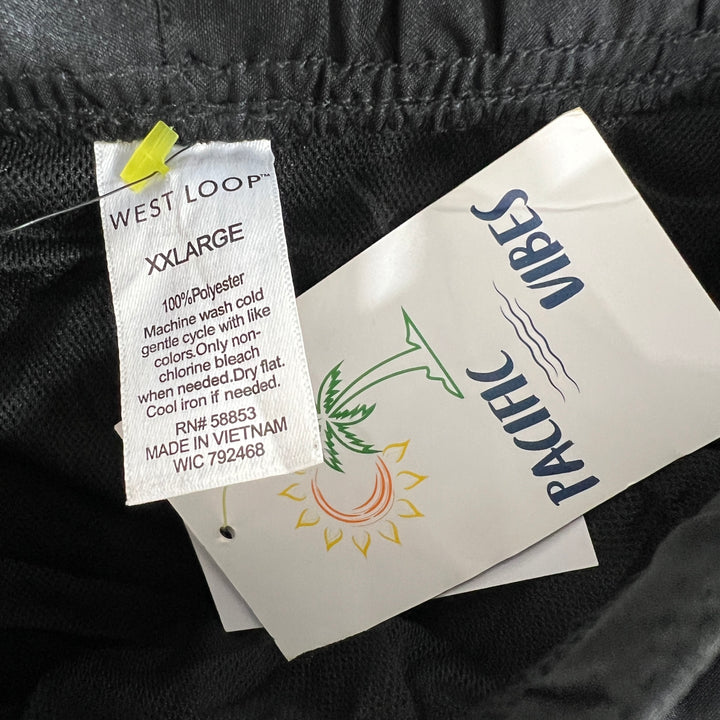 WEST LOOP™
XXLARGE
100%Polyester
Machine wash cold
gentle cycle with like
colors.Only non-
chlorine bleach
when needed.Dry flat.
Cool iron if needed.
RN# 58853
MADE IN VIETNAM
WIC 792468
PACIFIC VIBES